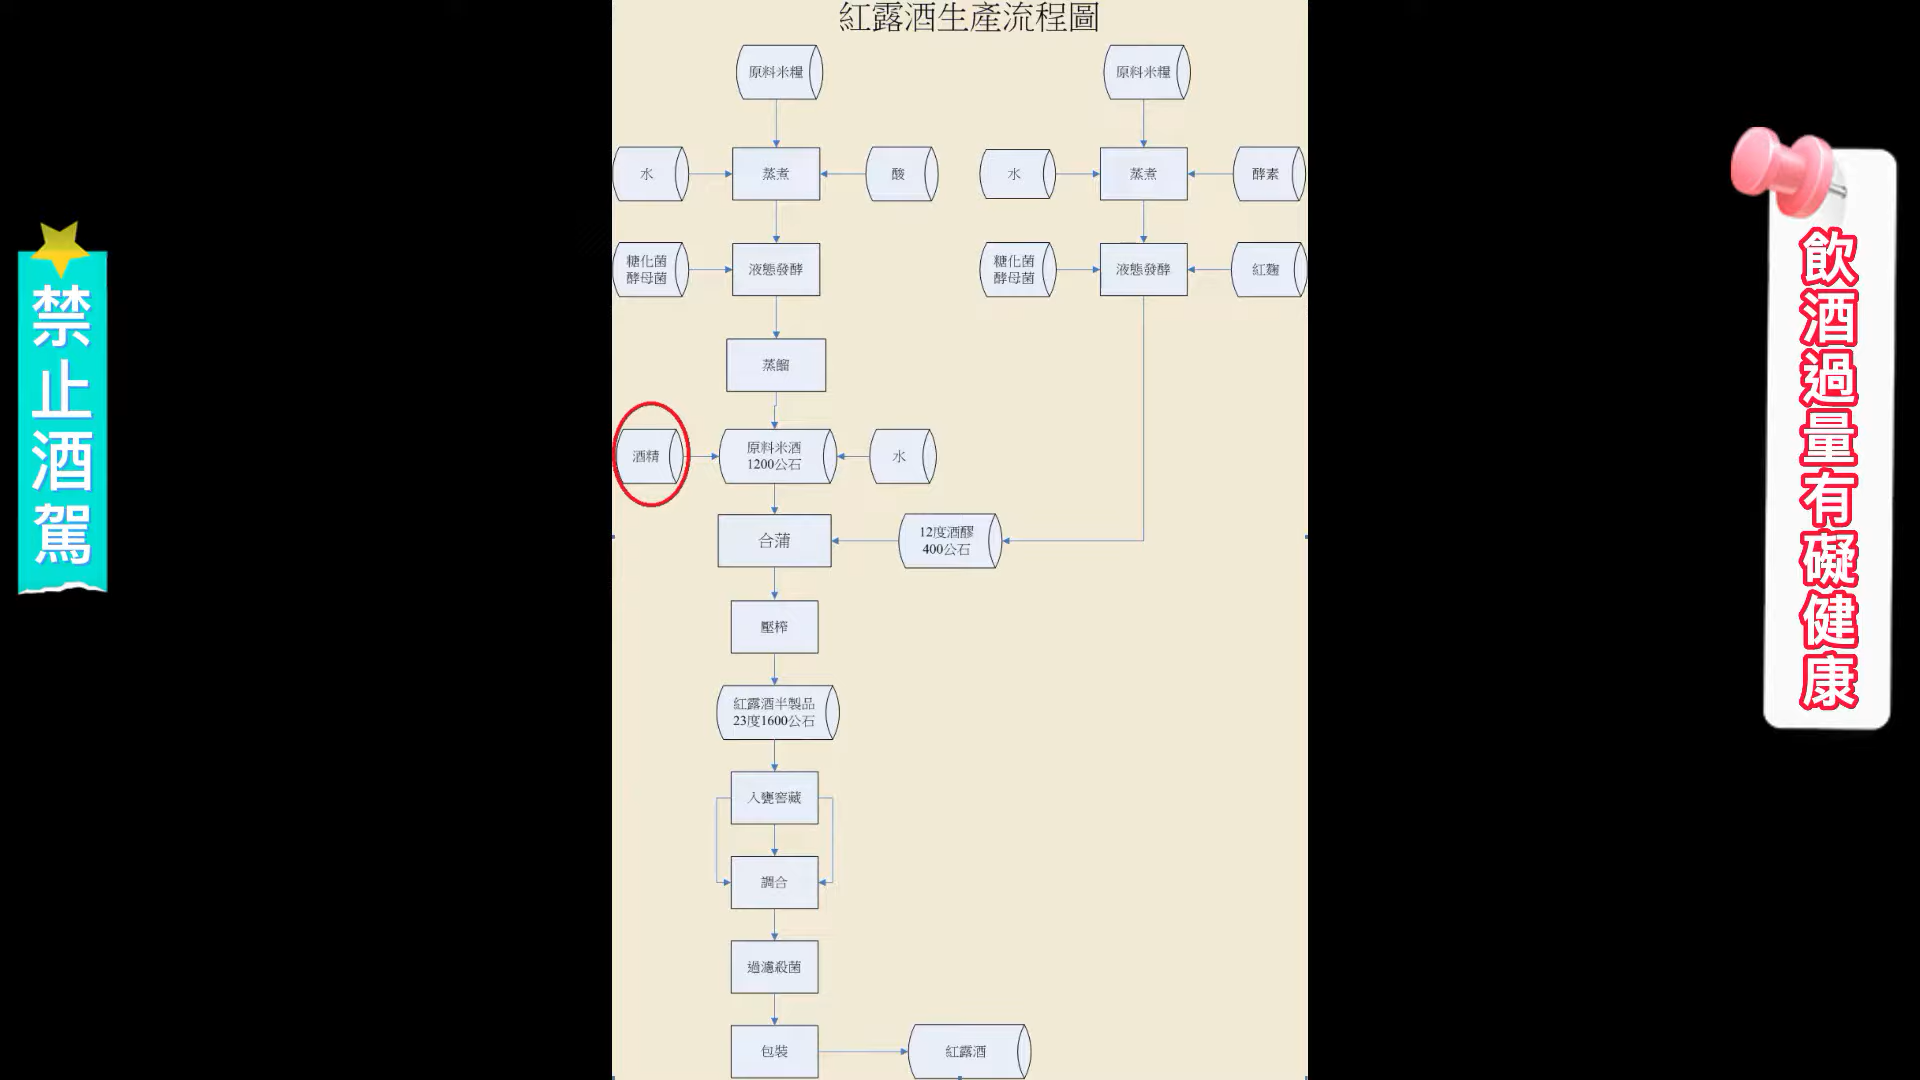 紅露酒生產流程圖
原料米糧
原料米糧
水
蒸煮
酸
水
蒸煮
酵素
糖化菌
酵母菌
液態發酵
糖化菌
酵母菌
液態發酵
紅麴
蒸餾
酒精
原料米酒
1200公石
水
合蒲
12度酒醪
400公石
壓榨
紅露酒半製品
23度1600公石
入甕窖藏
調合
過濾殺菌
包裝
紅露酒
禁止酒駕
飲酒過量有礙健康